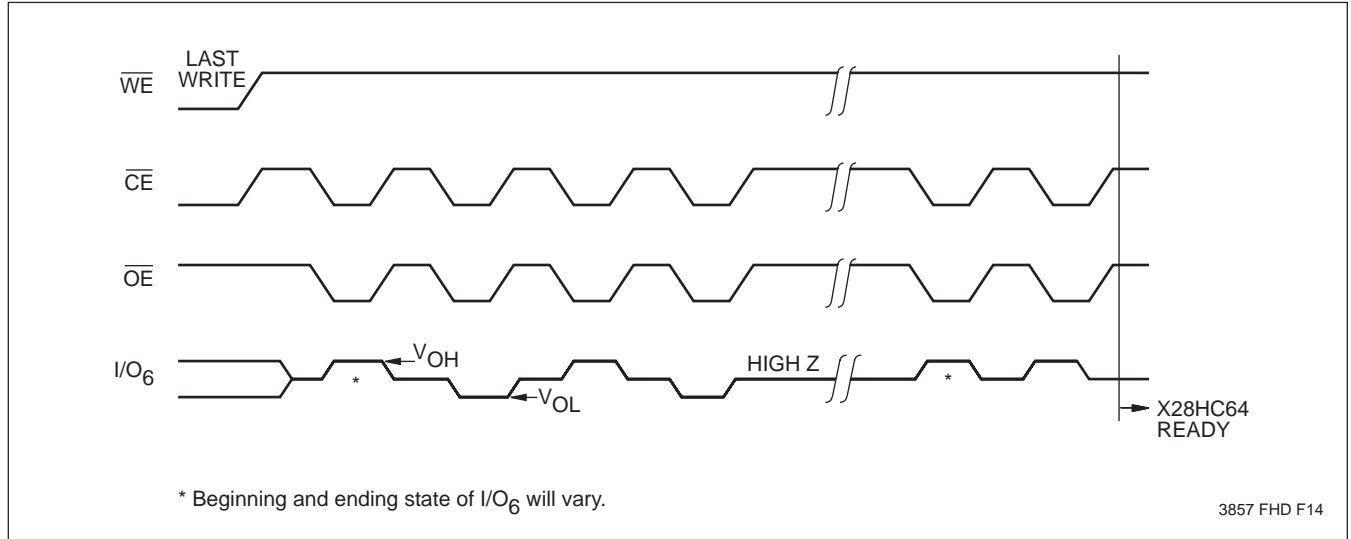 LAST
WRITE
WE
CE
OE
I/O6
VOH
*
VOL
HIGH Z
*
X28HC64
READY
* Beginning and ending state of I/O6 will vary.
3857 FHD F14